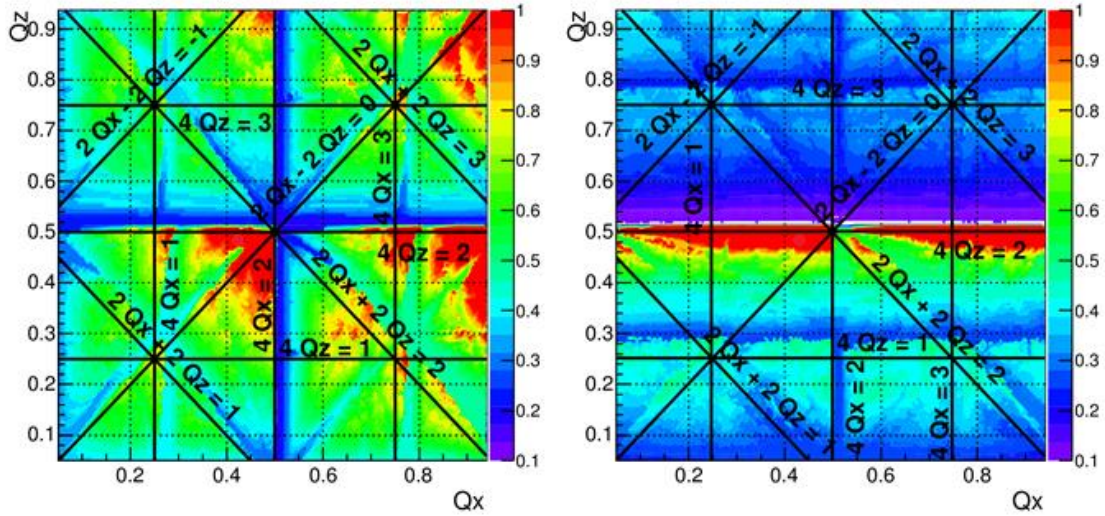 Qz
0.9
0.8
0.7
0.6
0.5
0.4
0.3
0.2
0.1
0.2
0.4
0.6
0.8
Qx
2 Qx - 2 Qz = -1
2 Qx + 2 Qz = 3
4 Qz = 3
2 Qx - 2 Qz = 0
4 Qx = 3
4 Qx = 1
4 Qx = 2
4 Qz = 2
2 Qx + 2 Qz = 2
4 Qz = 1
2 Qx + 2 Qz = 1
1
0.9
0.8
0.7
0.6
0.5
0.4
0.3
0.2
0.1
Qz
0.9
0.8
0.7
0.6
0.5
0.4
0.3
0.2
0.1
0.2
0.4
0.6
0.8
Qx
2 Qx - 2 Qz = -1
2 Qx + 2 Qz = 3
4 Qz = 3
2 Qx - 2 Qz = 0
4 Qx = 1
4 Qz = 2
2 Qx + 2 Qz = 2
4 Qz = 1
2 Qx + 2 Qz = 1
4 Qx = 2
4 Qx = 3
1
0.9
0.8
0.7
0.6
0.5
0.4
0.3
0.2
0.1